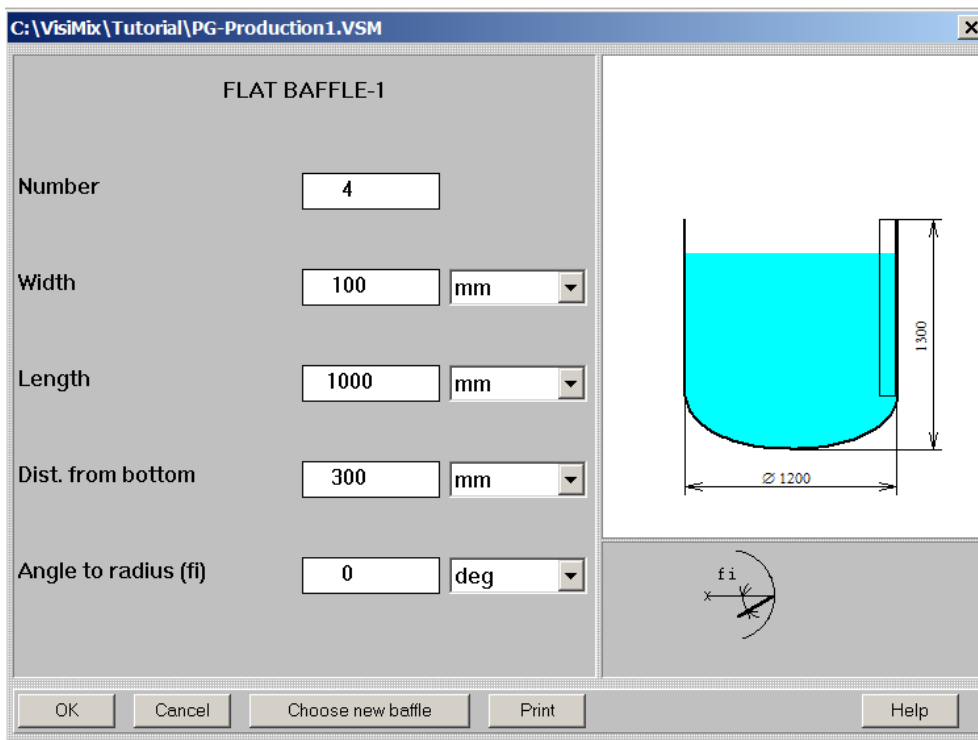 C:\VisiMix\Tutorial\PG-Production1.VSM
FLAT BAFFLE-1
Number 4
Width 100 mm
Length 1000 mm
Dist. from bottom 300 mm
Angle to radius (fi) 0 deg
1300
∅ 1200
fi
x
OK Cancel Choose new baffle Print Help